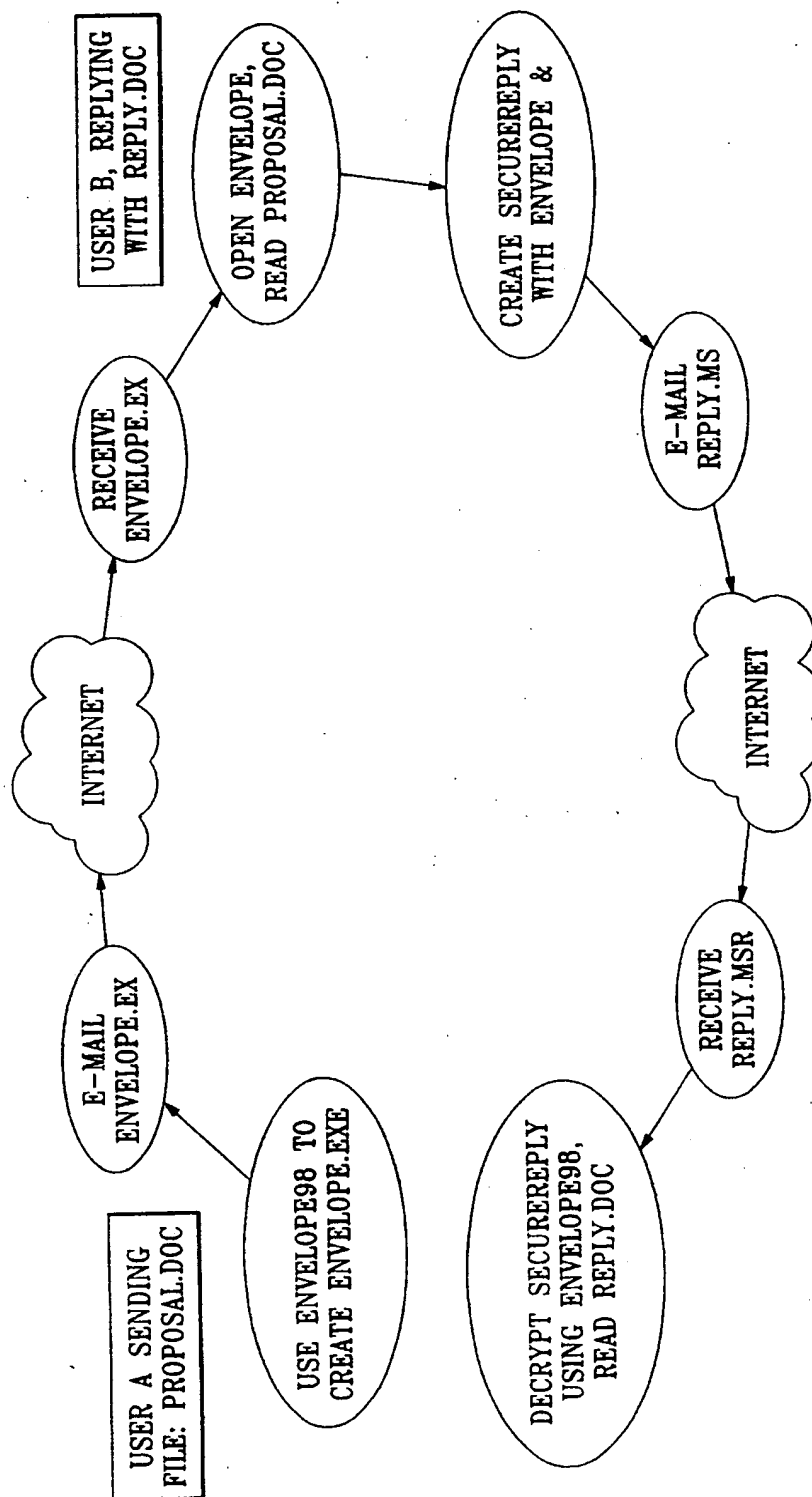 USER A SENDING
FILE: PROPOSAL.DOC
USE ENVELOPE98 TO
CREATE ENVELOPE.EXE
E-MAIL
ENVELOPE.EX
INTERNET
RECEIVE
ENVELOPE.EX
USER B, REPLYING
WITH REPLY.DOC
OPEN ENVELOPE,
READ PROPOSAL.DOC
CREATE SECUREREPLY
WITH ENVELOPE &
E-MAIL
REPLY.MS
INTERNET
RECEIVE
REPLY.MSR
DECRYPT SECUREREPLY
USING ENVELOPE98,
READ REPLY.DOC